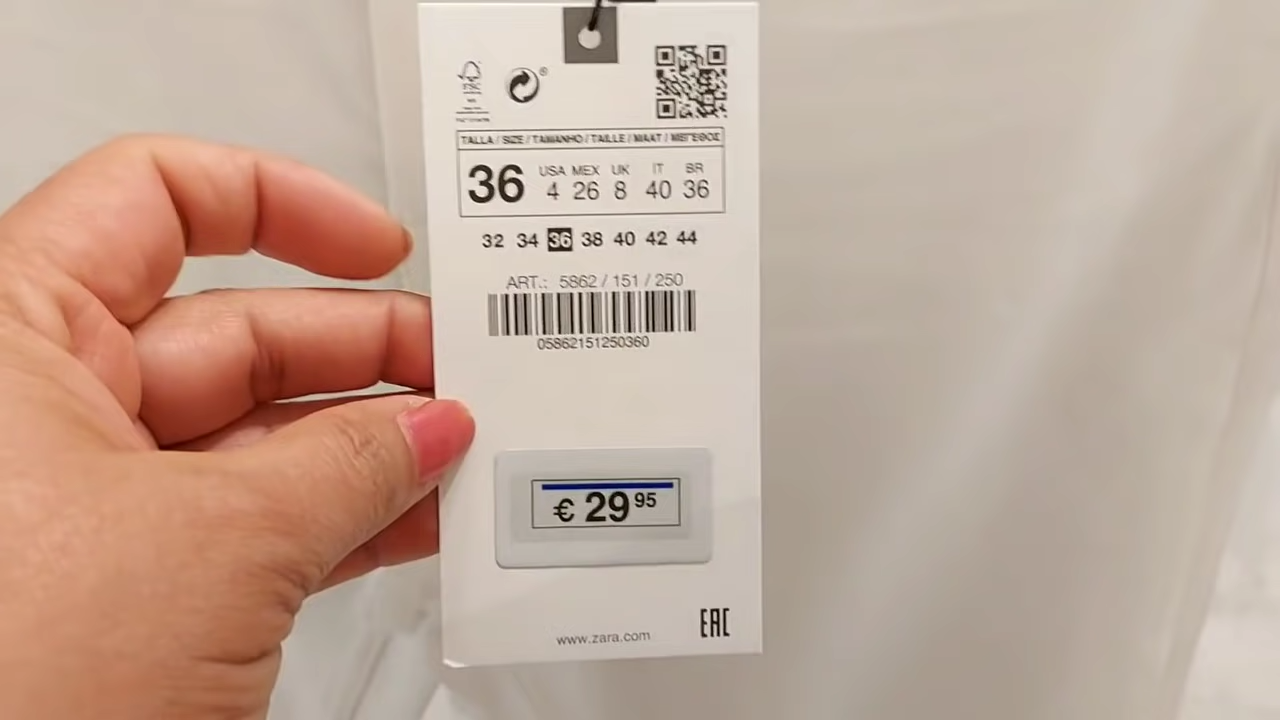 FSC
TALLA / SIZE / TAMANHO / TAILLE / MAAT / ΜΕΓΕΘΟΣ
36 USA MEX UK IT BR
4 26 8 40 36
32 34 36 38 40 42 44
ART.: 5862 / 151 / 250
05862151250360
€ 29 95
www.zara.com
EAC